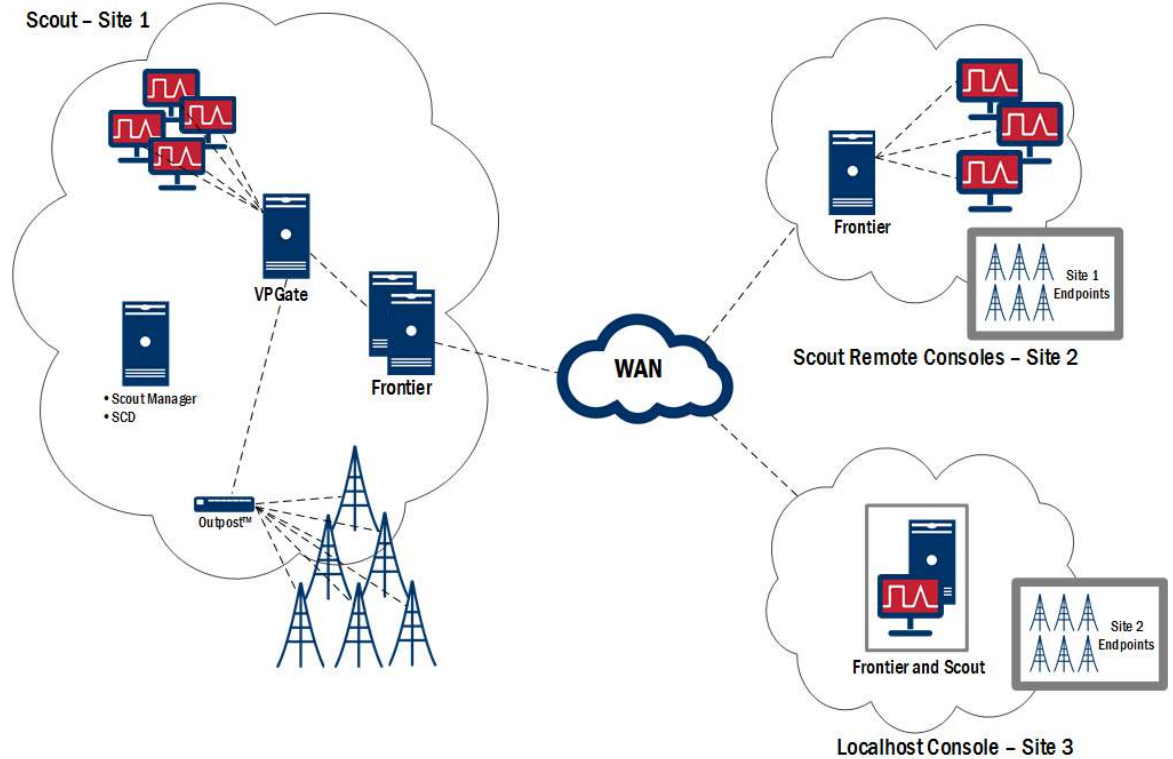 Scout – Site 1
VPGate
Frontier
• Scout Manager
• SCD
Outpost™
WAN
Frontier
Site 1
Endpoints
Scout Remote Consoles – Site 2
Frontier and Scout
Site 2
Endpoints
Localhost Console – Site 3